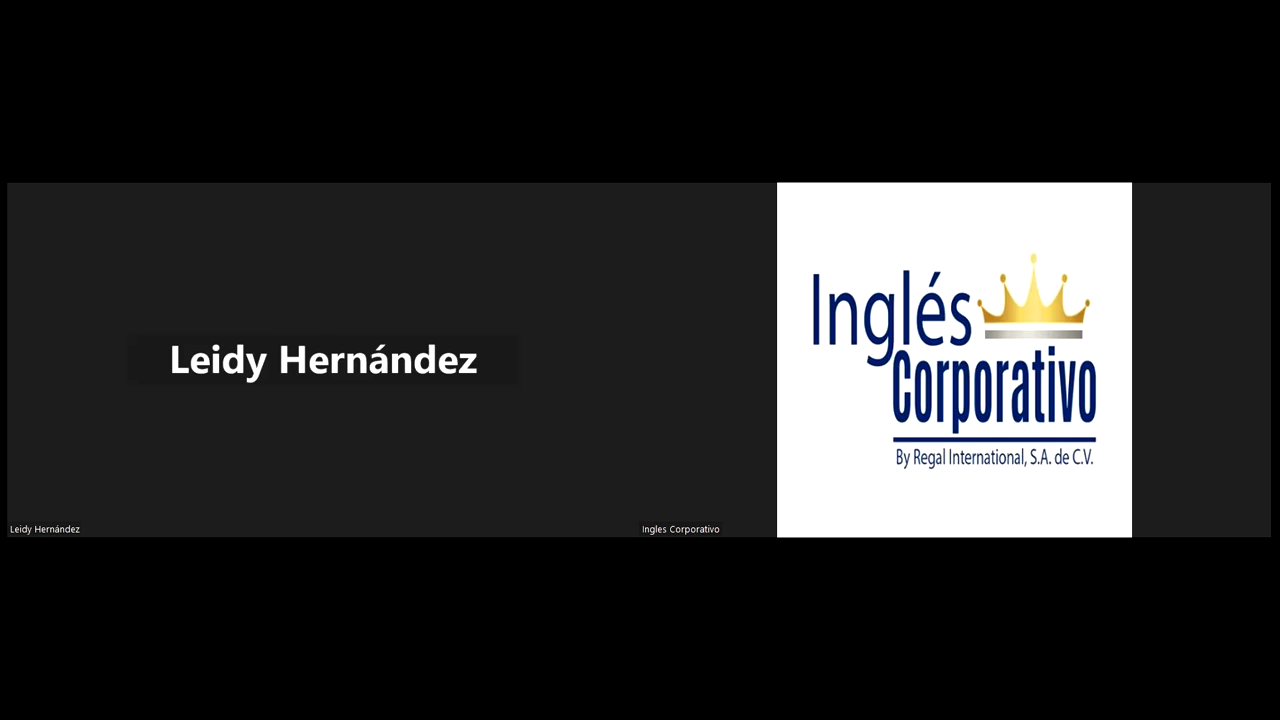 Leidy Hernández
Leidy Hernández
Inglés
Corporativo
By Regal International, S.A. de C.V.
Ingles Corporativo